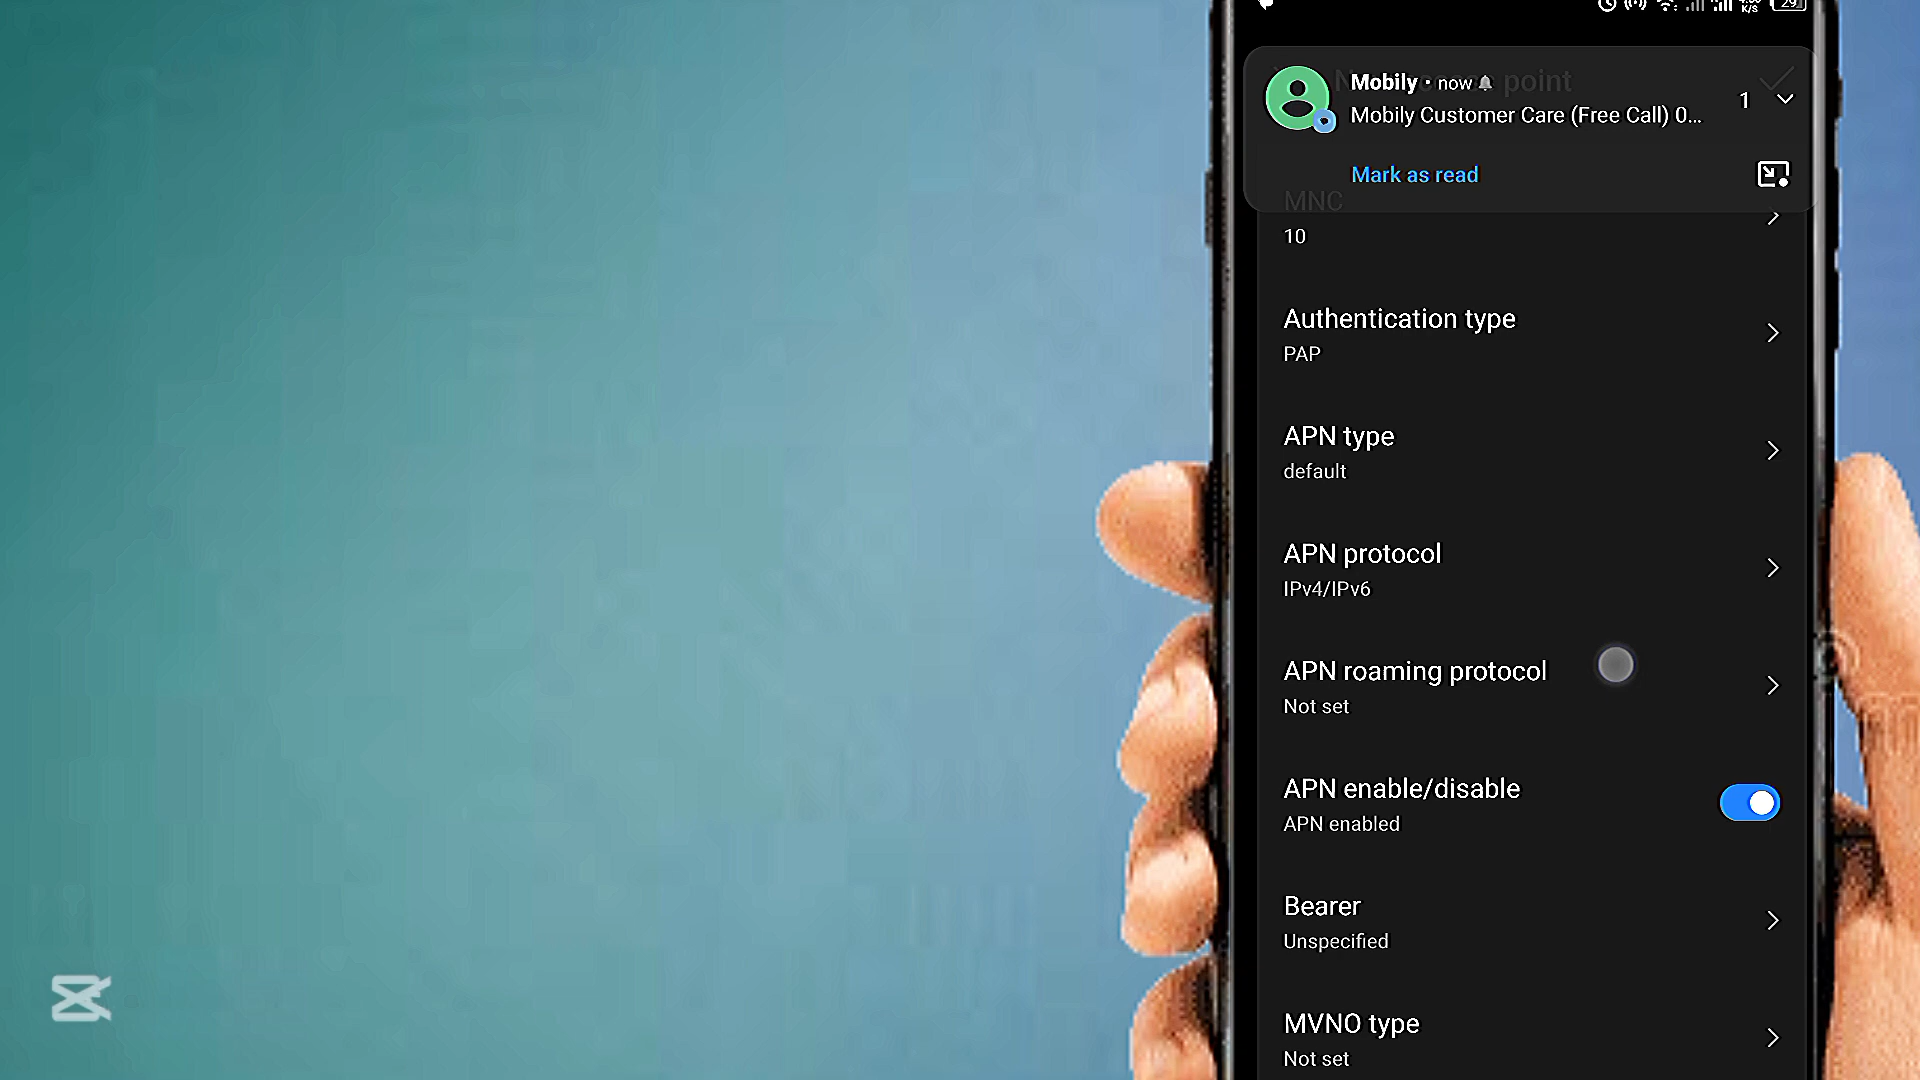 K/S
29
Mobily • now
Mobily Customer Care (Free Call) 0...
1
Mark as read
point
MNC
10
Authentication type
PAP
APN type
default
APN protocol
IPv4/IPv6
APN roaming protocol
Not set
APN enable/disable
APN enabled
Bearer
Unspecified
MVNO type
Not set